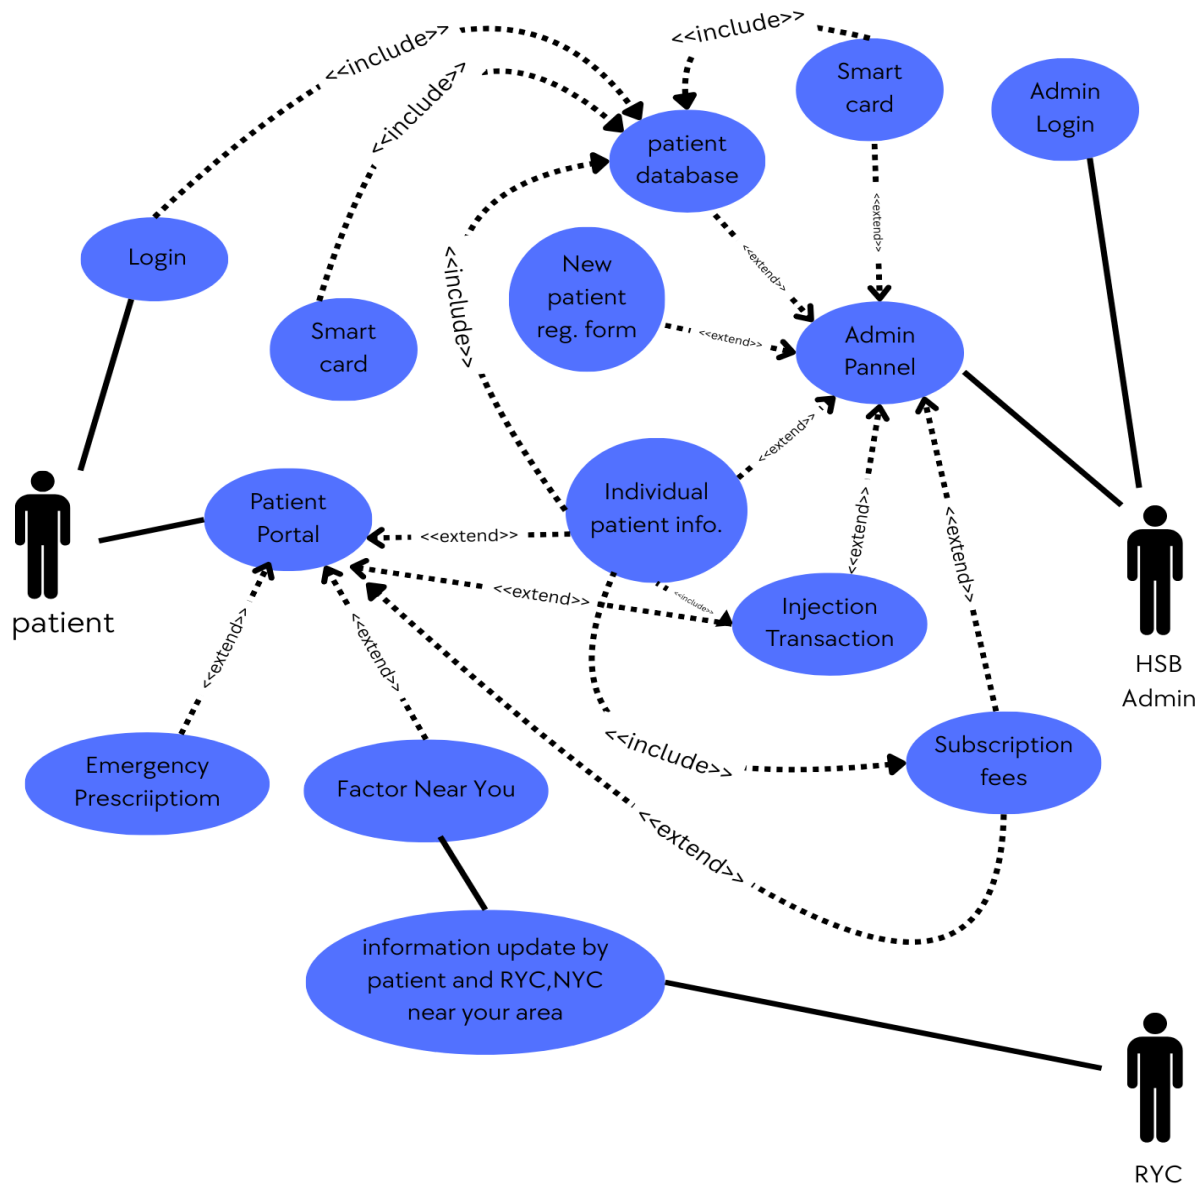 <<include>>
<<include>>
<<include>>
Smart
card
Admin
Login
patient
database
<<extend>>
<<extend>>
Login
<<include>>
New
patient
reg. form
<<extend>>
Smart
card
Admin
Pannel
<<extend>>
Patient
Portal
Individual
patient info.
<<extend>>
<<extend>>
<<extend>>
<<extend>>
<<include>>
Injection
Transaction
patient
HSB
Admin
<<extend>>
<<extend>>
<<include>>
Subscription
fees
Emergency
Prescriiptiom
Factor Near You
<<extend>>
information update by
patient and RYC,NYC
near your area
RYC